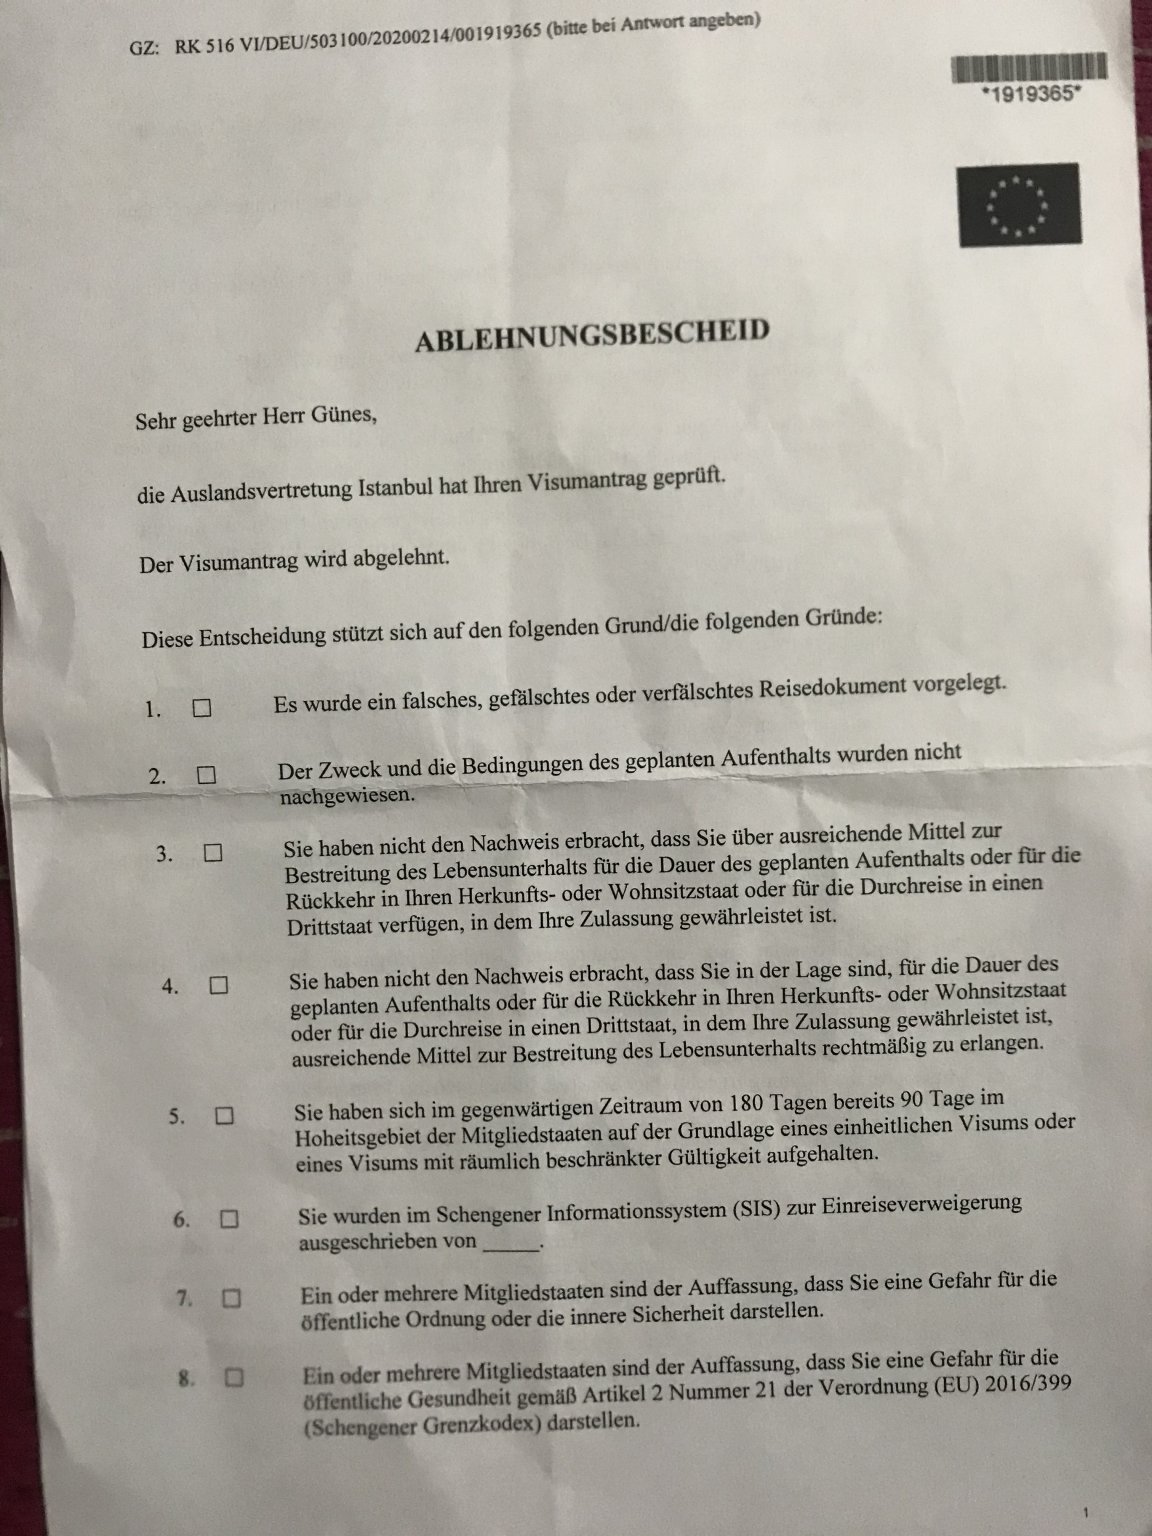 GZ: RK 516 VI/DEU/503100/20200214/001919365 (bitte bei Antwort angeben)
*1919365*
ABLEHNUNGSBESCHEID
Sehr geehrter Herr Günes,
die Auslandsvertretung Istanbul hat Ihren Visumantrag geprüft.
Der Visumantrag wird abgelehnt.
Diese Entscheidung stützt sich auf den folgenden Grund/die folgenden Gründe:
1. ☐ Es wurde ein falsches, gefälschtes oder verfälschtes Reisedokument vorgelegt.
2. ☐ Der Zweck und die Bedingungen des geplanten Aufenthalts wurden nicht
nachgewiesen.
3. ☐ Sie haben nicht den Nachweis erbracht, dass Sie über ausreichende Mittel zur
Bestreitung des Lebensunterhalts für die Dauer des geplanten Aufenthalts oder für die
Rückkehr in Ihren Herkunfts- oder Wohnsitzstaat oder für die Durchreise in einen
Drittstaat verfügen, in dem Ihre Zulassung gewährleistet ist.
4. ☐ Sie haben nicht den Nachweis erbracht, dass Sie in der Lage sind, für die Dauer des
geplanten Aufenthalts oder für die Rückkehr in Ihren Herkunfts- oder Wohnsitzstaat
oder für die Durchreise in einen Drittstaat, in dem Ihre Zulassung gewährleistet ist,
ausreichende Mittel zur Bestreitung des Lebensunterhalts rechtmäßig zu erlangen.
5. ☐ Sie haben sich im gegenwärtigen Zeitraum von 180 Tagen bereits 90 Tage im
Hoheitsgebiet der Mitgliedstaaten auf der Grundlage eines einheitlichen Visums oder
eines Visums mit räumlich beschränkter Gültigkeit aufgehalten.
6. ☐ Sie wurden im Schengener Informationssystem (SIS) zur Einreiseverweigerung
ausgeschrieben von _____.
7. ☐ Ein oder mehrere Mitgliedstaaten sind der Auffassung, dass Sie eine Gefahr für die
öffentliche Ordnung oder die innere Sicherheit darstellen.
8. ☐ Ein oder mehrere Mitgliedstaaten sind der Auffassung, dass Sie eine Gefahr für die
öffentliche Gesundheit gemäß Artikel 2 Nummer 21 der Verordnung (EU) 2016/399
(Schengener Grenzkodex) darstellen.
1